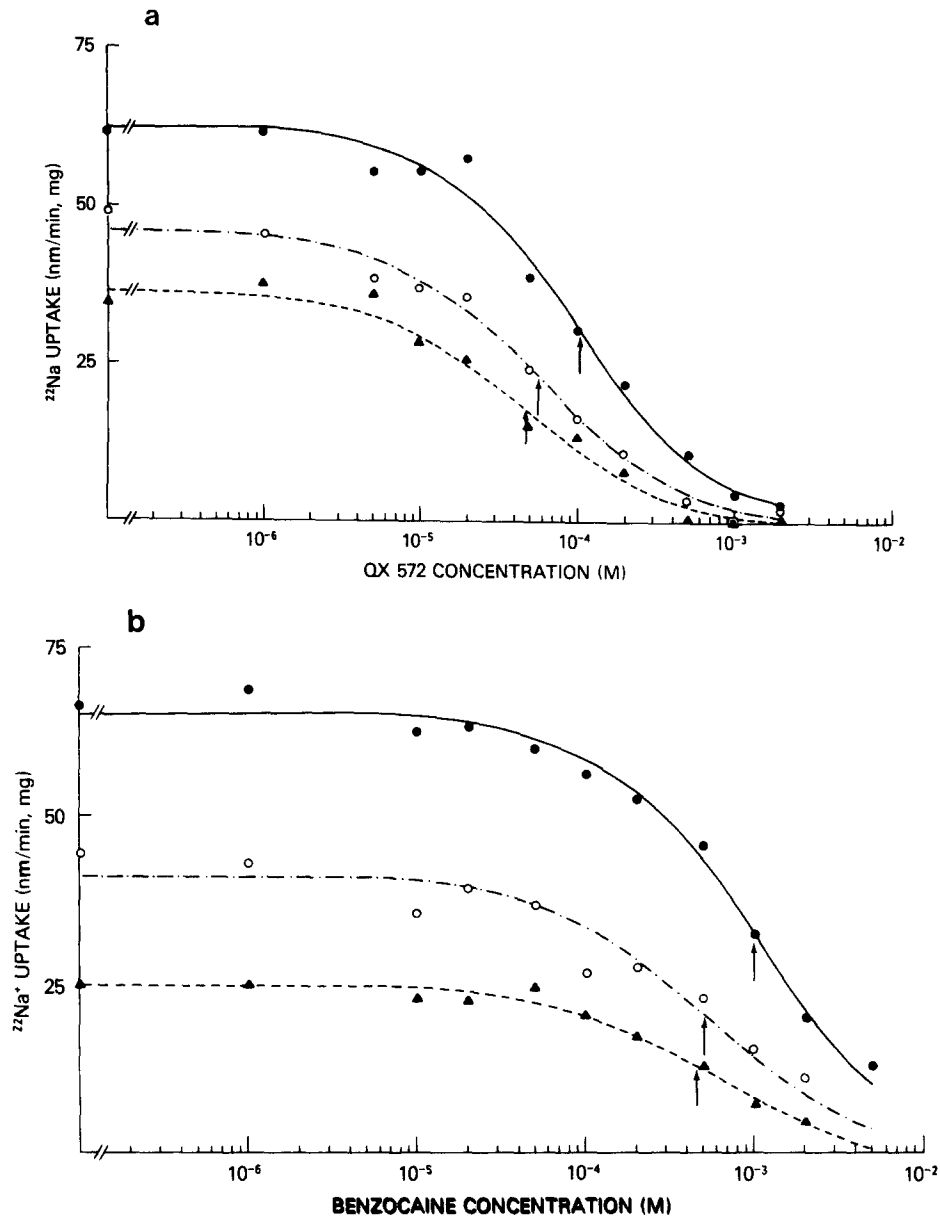 a
75
50
25
²²Na UPTAKE (nm/min, mg)
10⁻⁶ 10⁻⁵ 10⁻⁴ 10⁻³ 10⁻²
QX 572 CONCENTRATION (M)
b
75
50
25
²²Na⁺ UPTAKE (nm/min, mg)
10⁻⁶ 10⁻⁵ 10⁻⁴ 10⁻³ 10⁻²
BENZOCAINE CONCENTRATION (M)